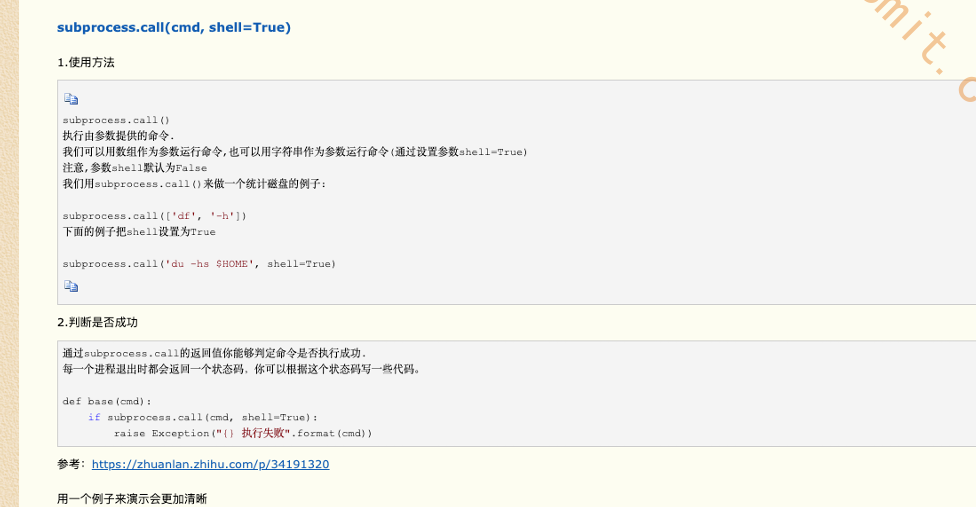 subprocess.call(cmd, shell=True)
1.使用方法
subprocess.call()
执行由参数提供的命令.
我们可以用数组作为参数运行命令,也可以用字符串作为参数运行命令(通过设置参数shell=True)
注意,参数shell默认为False
我们用subprocess.call()来做一个统计磁盘的例子:
subprocess.call(['df', '-h'])
下面的例子把shell设置为True
subprocess.call('du -hs $HOME', shell=True)
2.判断是否成功
通过subprocess.call的返回值你能够判定命令是否执行成功.
每一个进程退出时都会返回一个状态码. 你可以根据这个状态码写一些代码。
def base(cmd):
if subprocess.call(cmd, shell=True):
raise Exception("{} 执行失败".format(cmd))
参考: https://zhuanlan.zhihu.com/p/34191320
用一个例子来演示会更加清晰